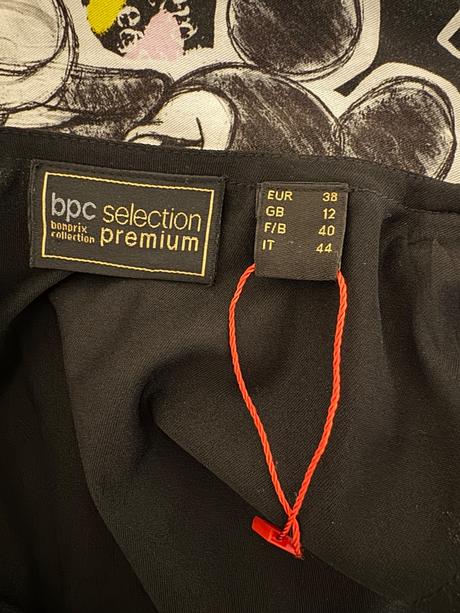 bpc selection
bonprix
collection premium
EUR 38
GB 12
F/B 40
IT 44